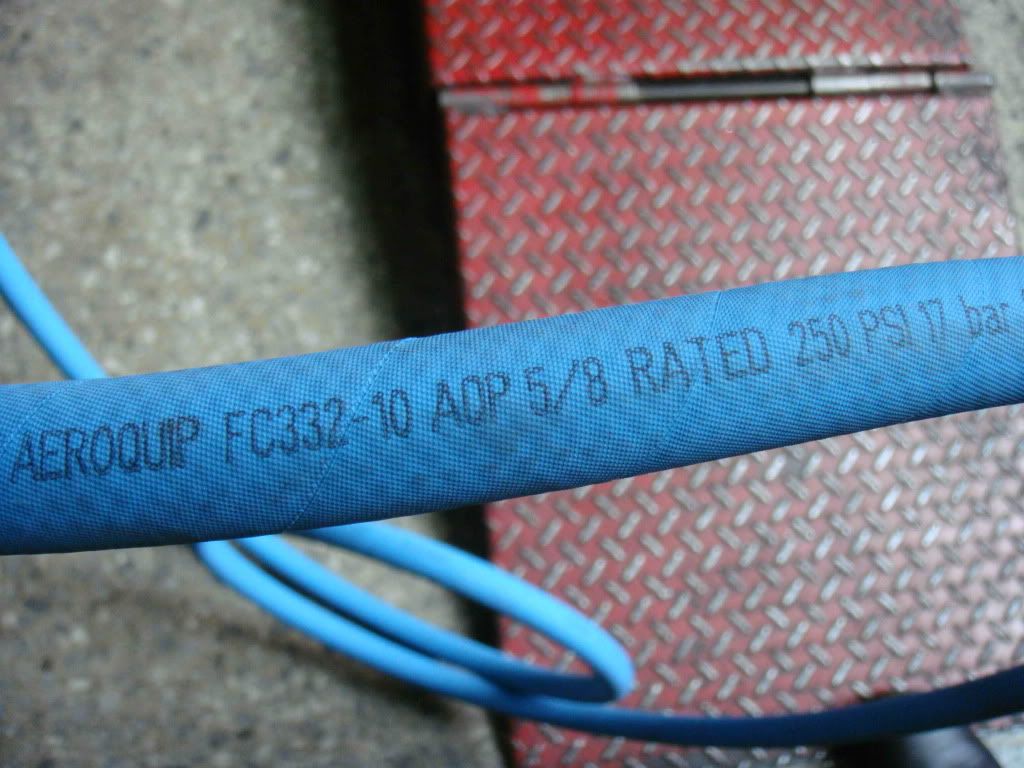 AEROQUIP FC332-10 AQP 5/8 RATED 250 PSI 17 bar